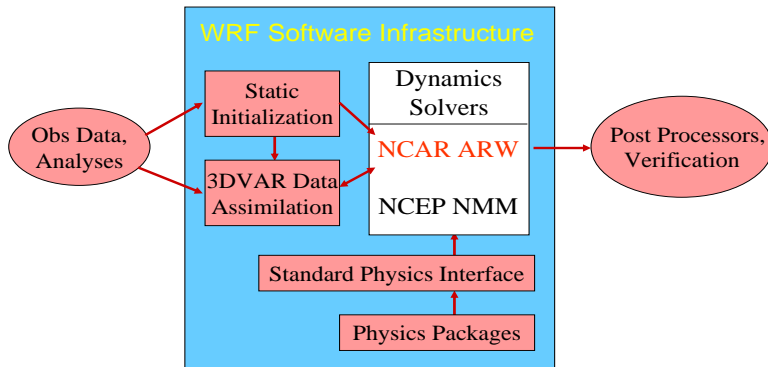 WRF Software Infrastructure
Obs Data,
Analyses
Static
Initialization
3DVAR Data
Assimilation
Dynamics
Solvers
NCAR ARW
NCEP NMM
Standard Physics Interface
Physics Packages
Post Processors,
Verification